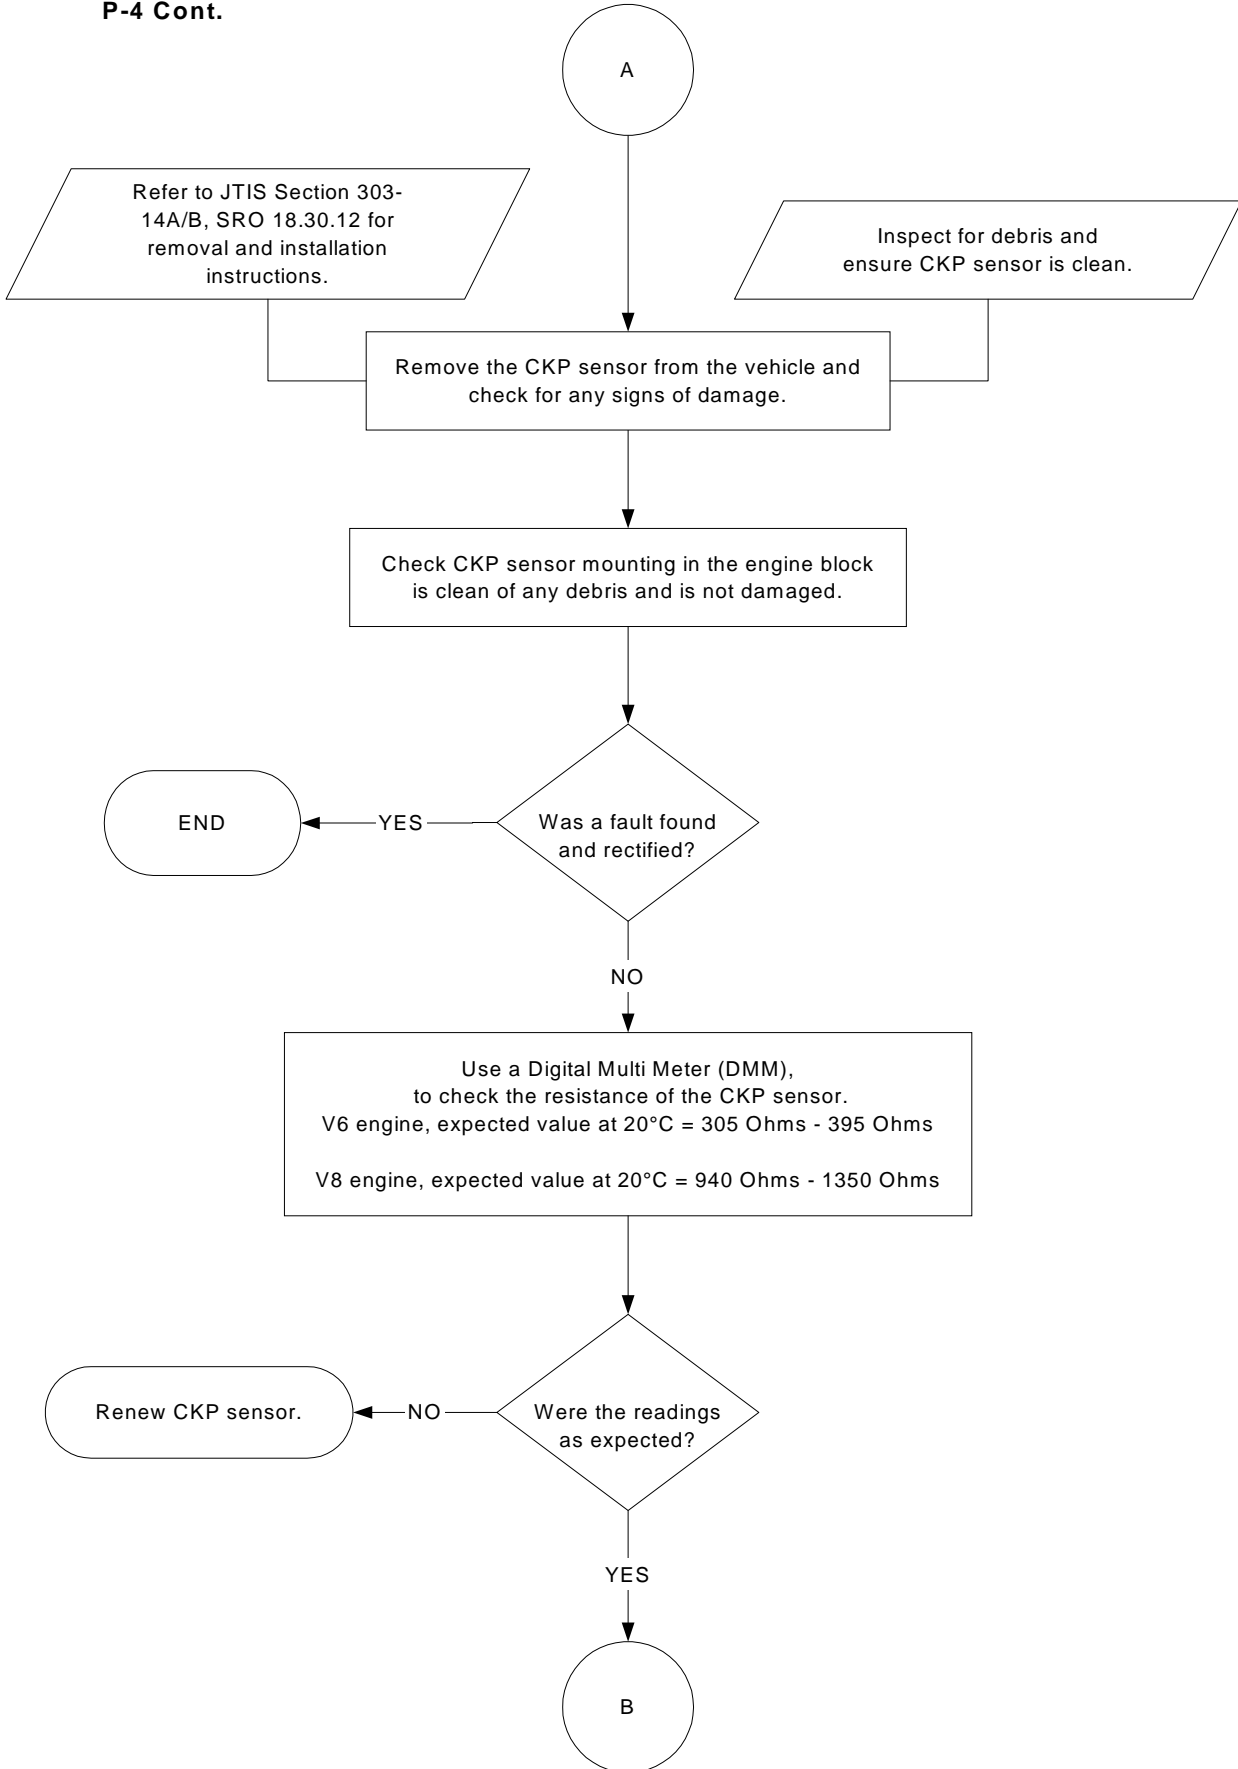 P-4 Cont.
A
Refer to JTIS Section 303-
14A/B, SRO 18.30.12 for
removal and installation
instructions.
Inspect for debris and
ensure CKP sensor is clean.
Remove the CKP sensor from the vehicle and
check for any signs of damage.
Check CKP sensor mounting in the engine block
is clean of any debris and is not damaged.
Was a fault found
and rectified?
YES
END
NO
Use a Digital Multi Meter (DMM),
to check the resistance of the CKP sensor.
V6 engine, expected value at 20°C = 305 Ohms - 395 Ohms
V8 engine, expected value at 20°C = 940 Ohms - 1350 Ohms
Were the readings
as expected?
NO
Renew CKP sensor.
YES
B